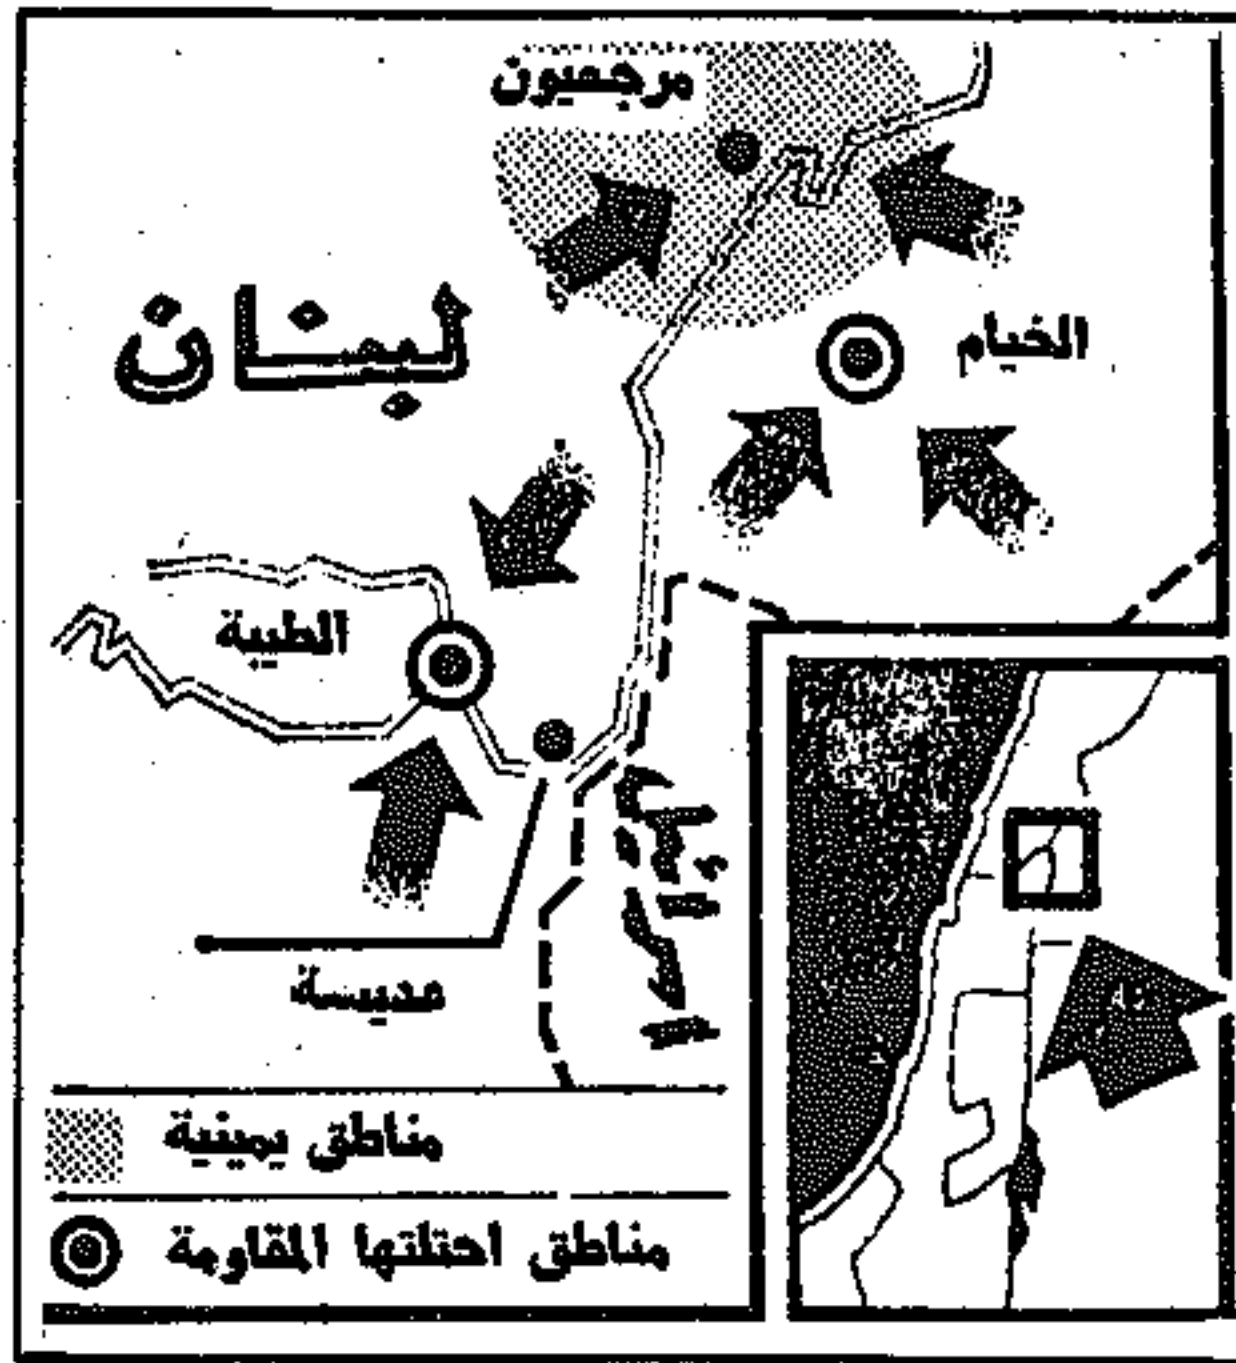 مرجعيون
الخيام
لبنان
الطيبة
عديسة
مناطق يمينية
مناطق احتلتها المقاومة